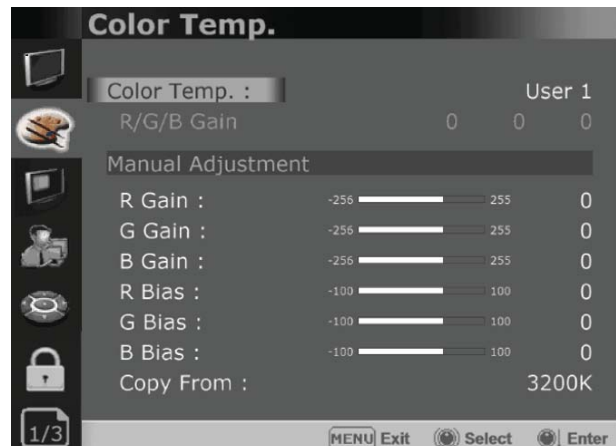 Color Temp.
Color Temp. : User 1
R/G/B Gain 0 0 0
Manual Adjustment
R Gain : -256 255 0
G Gain : -256 255 0
B Gain : -256 255 0
R Bias : -100 100 0
G Bias : -100 100 0
B Bias : -100 100 0
Copy From : 3200K
1/3
MENU Exit Select Enter